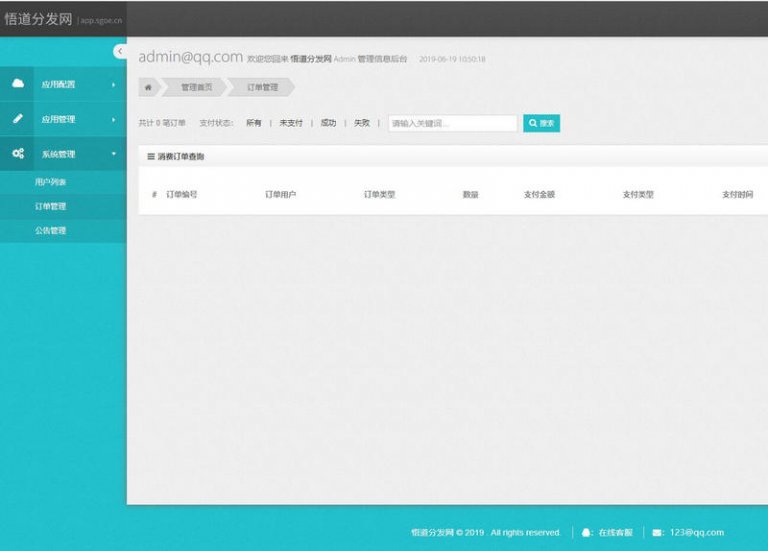 悟道分发网 | app.sgoe.cn
admin@qq.com 欢迎您回来 悟道分发网 Admin 管理信息后台 2019-06-19 10:50:18
应用配置
应用管理
系统管理
用户列表
订单管理
公告管理
管理首页 订单管理
共计 0 笔订单 支付状态: 所有 | 未支付 | 成功 | 失败 | 请输入关键词... 搜索
消费订单查询
# 订单编号 订单用户 订单类型 数量 支付金额 支付类型 支付时间
悟道分发网 © 2019 . All rights reserved. | : 在线客服 | : 123@qq.com